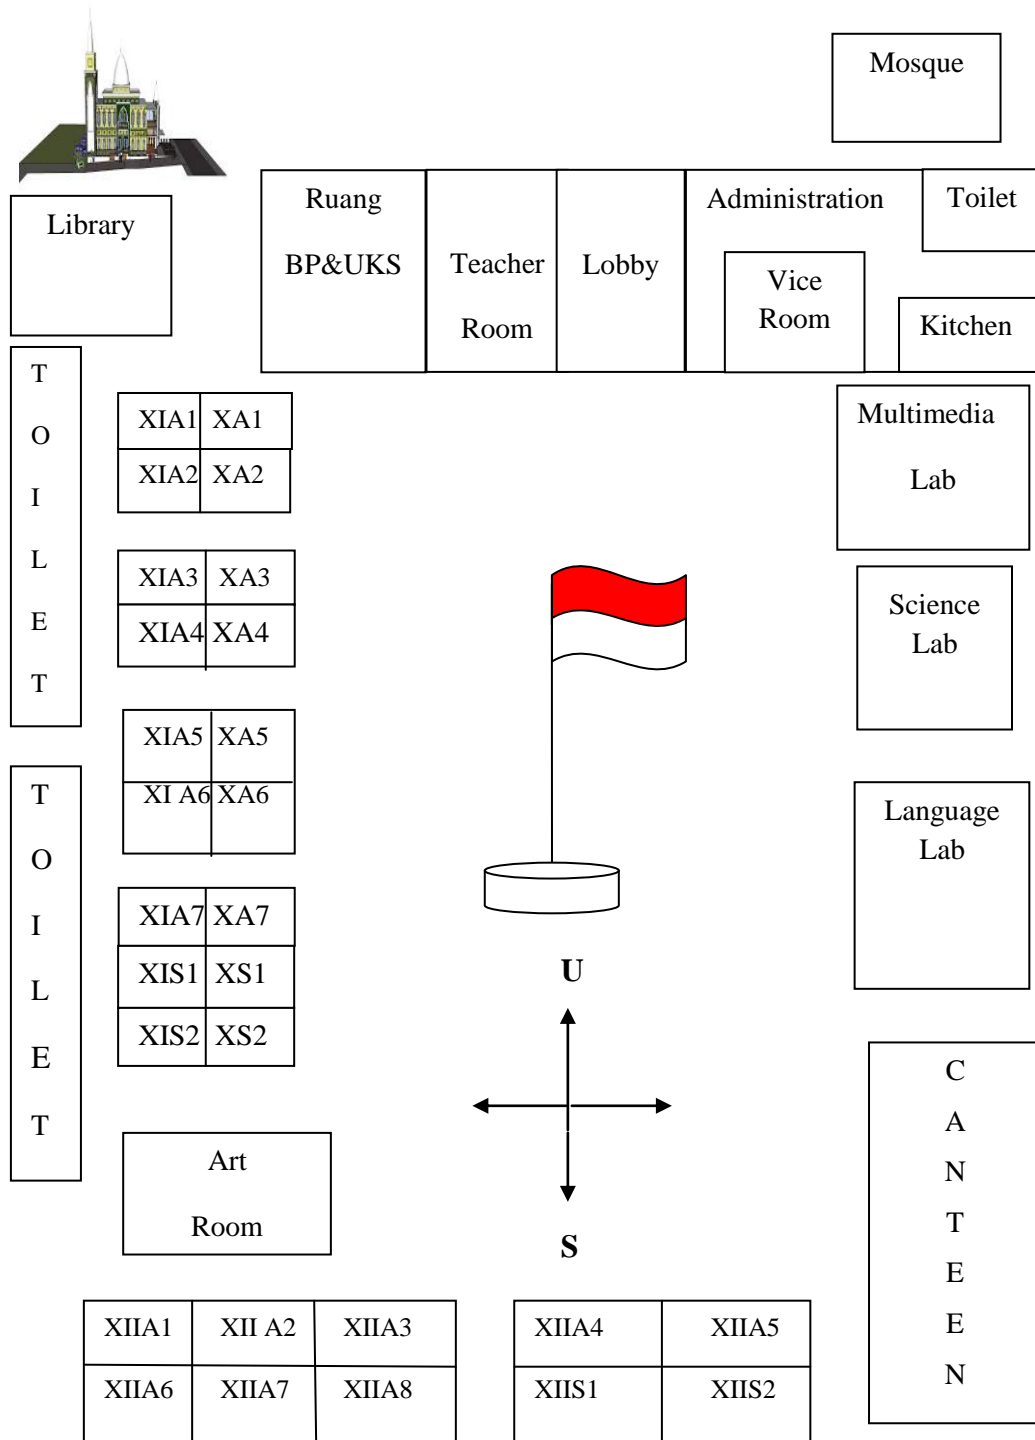 Mosque
Library
Ruang
BP&UKS
Teacher
Room
Lobby
Administration
Vice
Room
Toilet
Kitchen
T
O
I
L
E
T
XIA1 XA1
XIA2 XA2
XIA3 XA3
XIA4 XA4
XIA5 XA5
XI A6 XA6
XIA7 XA7
XIS1 XS1
XIS2 XS2
Multimedia
Lab
Science
Lab
Language
Lab
T
O
I
L
E
T
U
S
Art
Room
C
A
N
T
E
E
N
XIIA1 XII A2 XIIA3
XIIA6 XIIA7 XIIA8
XIIA4 XIIA5
XIIS1 XIIS2